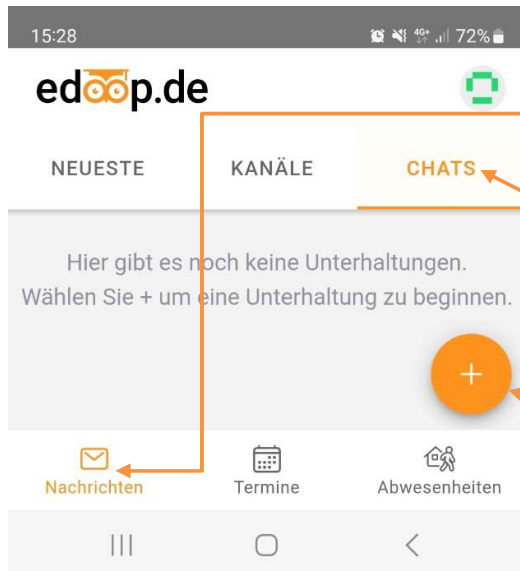 15:28 4G+ 72%
edoop.de
NEUESTE KANÄLE CHATS
Hier gibt es noch keine Unterhaltungen.
Wählen Sie + um eine Unterhaltung zu beginnen.
+
Nachrichten Termine Abwesenheiten